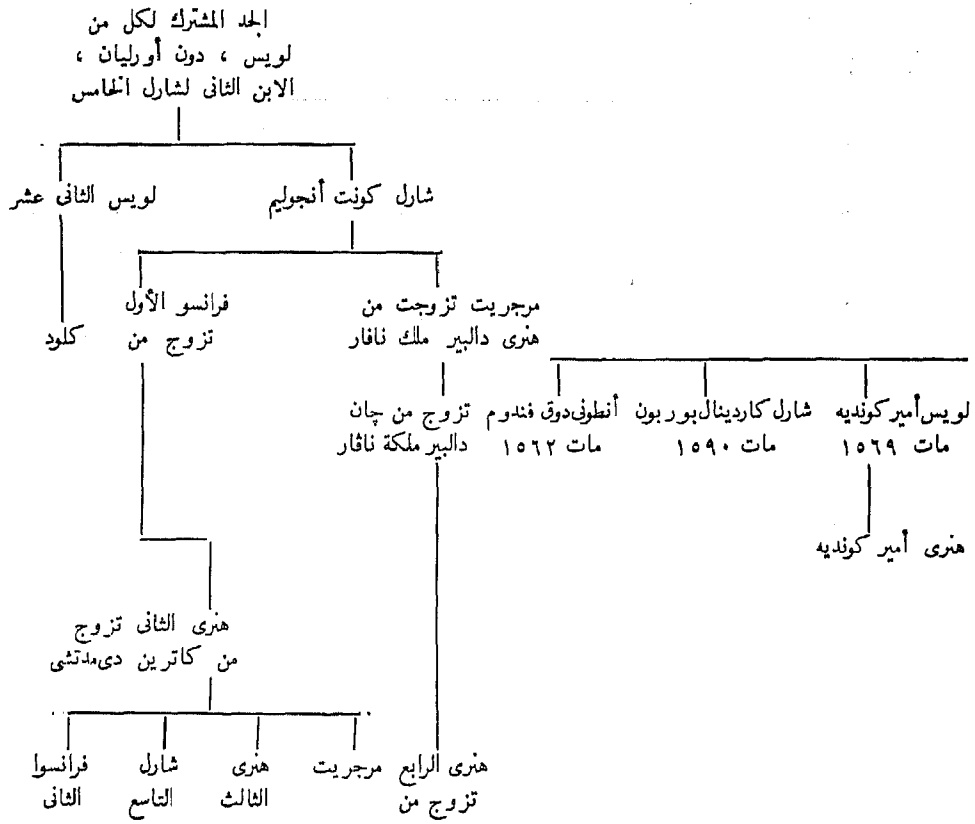 الجد المشترك لكل من
لويس ، دون أورليان ،
الابن الثانى لشارل الخامس
شارل كونت أنجوليم
لويس الثانى عشر
مرجريت تزوجت من
هنرى دالبير ملك نافار
فرانسو الأول
تزوج من
كلود
لويس أمير كونديه
مات ١٥٦٩
شارل كاردينال بوربون
مات ١٥٩٠
أنطونى دوق فندوم
مات ١٥٦٢
تزوج من چان
دالبير ملكة ناڤار
هنرى أمير كونديه
هنرى الثانى تزوج
من كاترين دى مدتشى
هنرى الرابع
تزوج من
مرجريت
هنرى
الثالث
شارل
التاسع
فرانسوا
الثانى